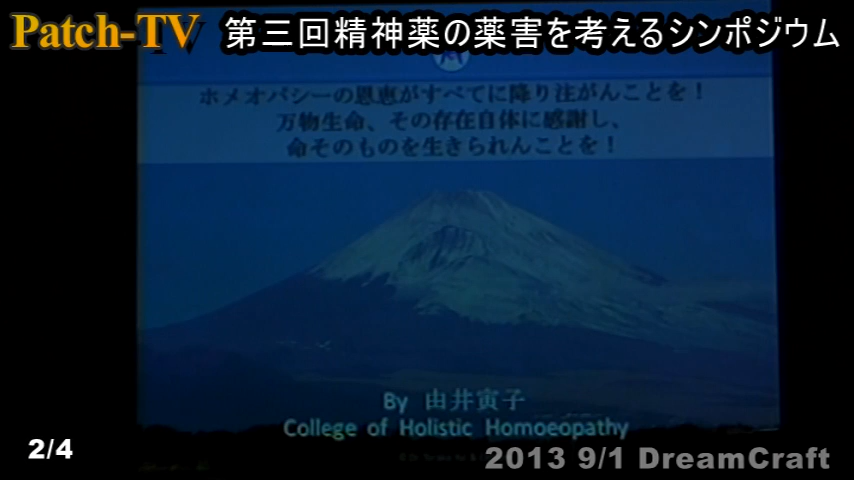 Patch-TV 第三回精神薬の薬害を考えるシンポジウム
ホメオパシーの恩恵がすべてに降り注がんことを！
万物生命、その存在自体に感謝し、
命そのものを生きられんことを！
By 由井寅子
College of Holistic Homoeopathy
2/4
2013 9/1 DreamCraft